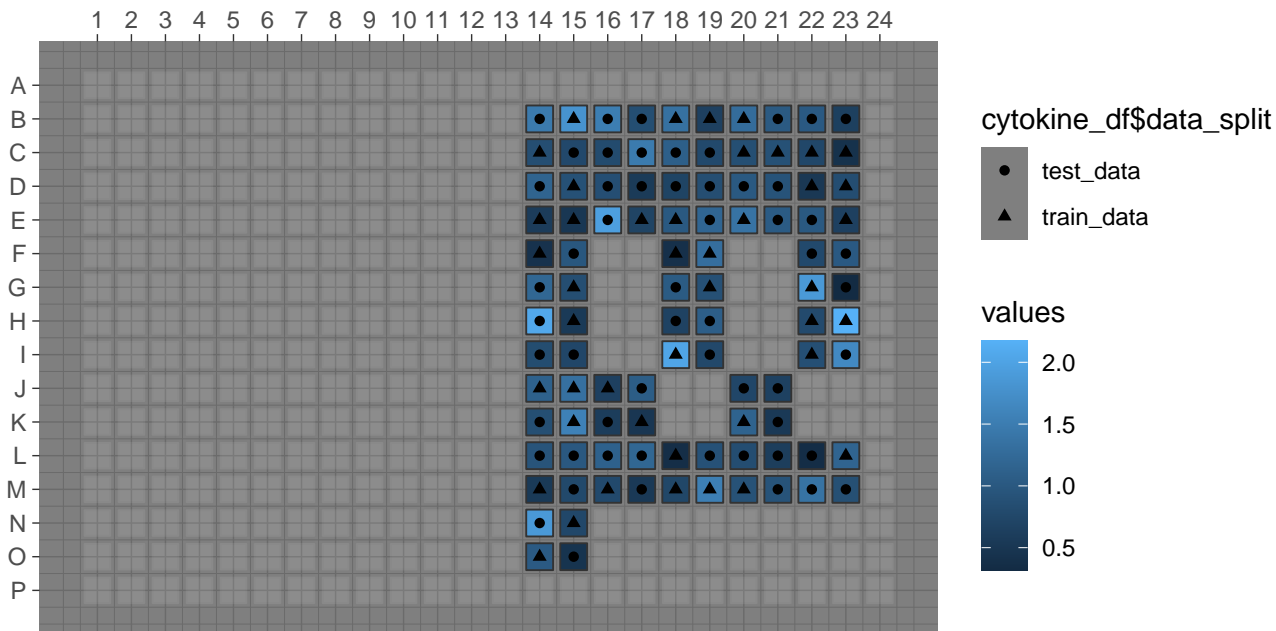 1 2 3 4 5 6 7 8 9 10 11 12 13 14 15 16 17 18 19 20 21 22 23 24
A
B
C
D
E
F
G
H
I
J
K
L
M
N
O
P
cytokine_df$data_split
test_data
train_data
values
2.0
1.5
1.0
0.5